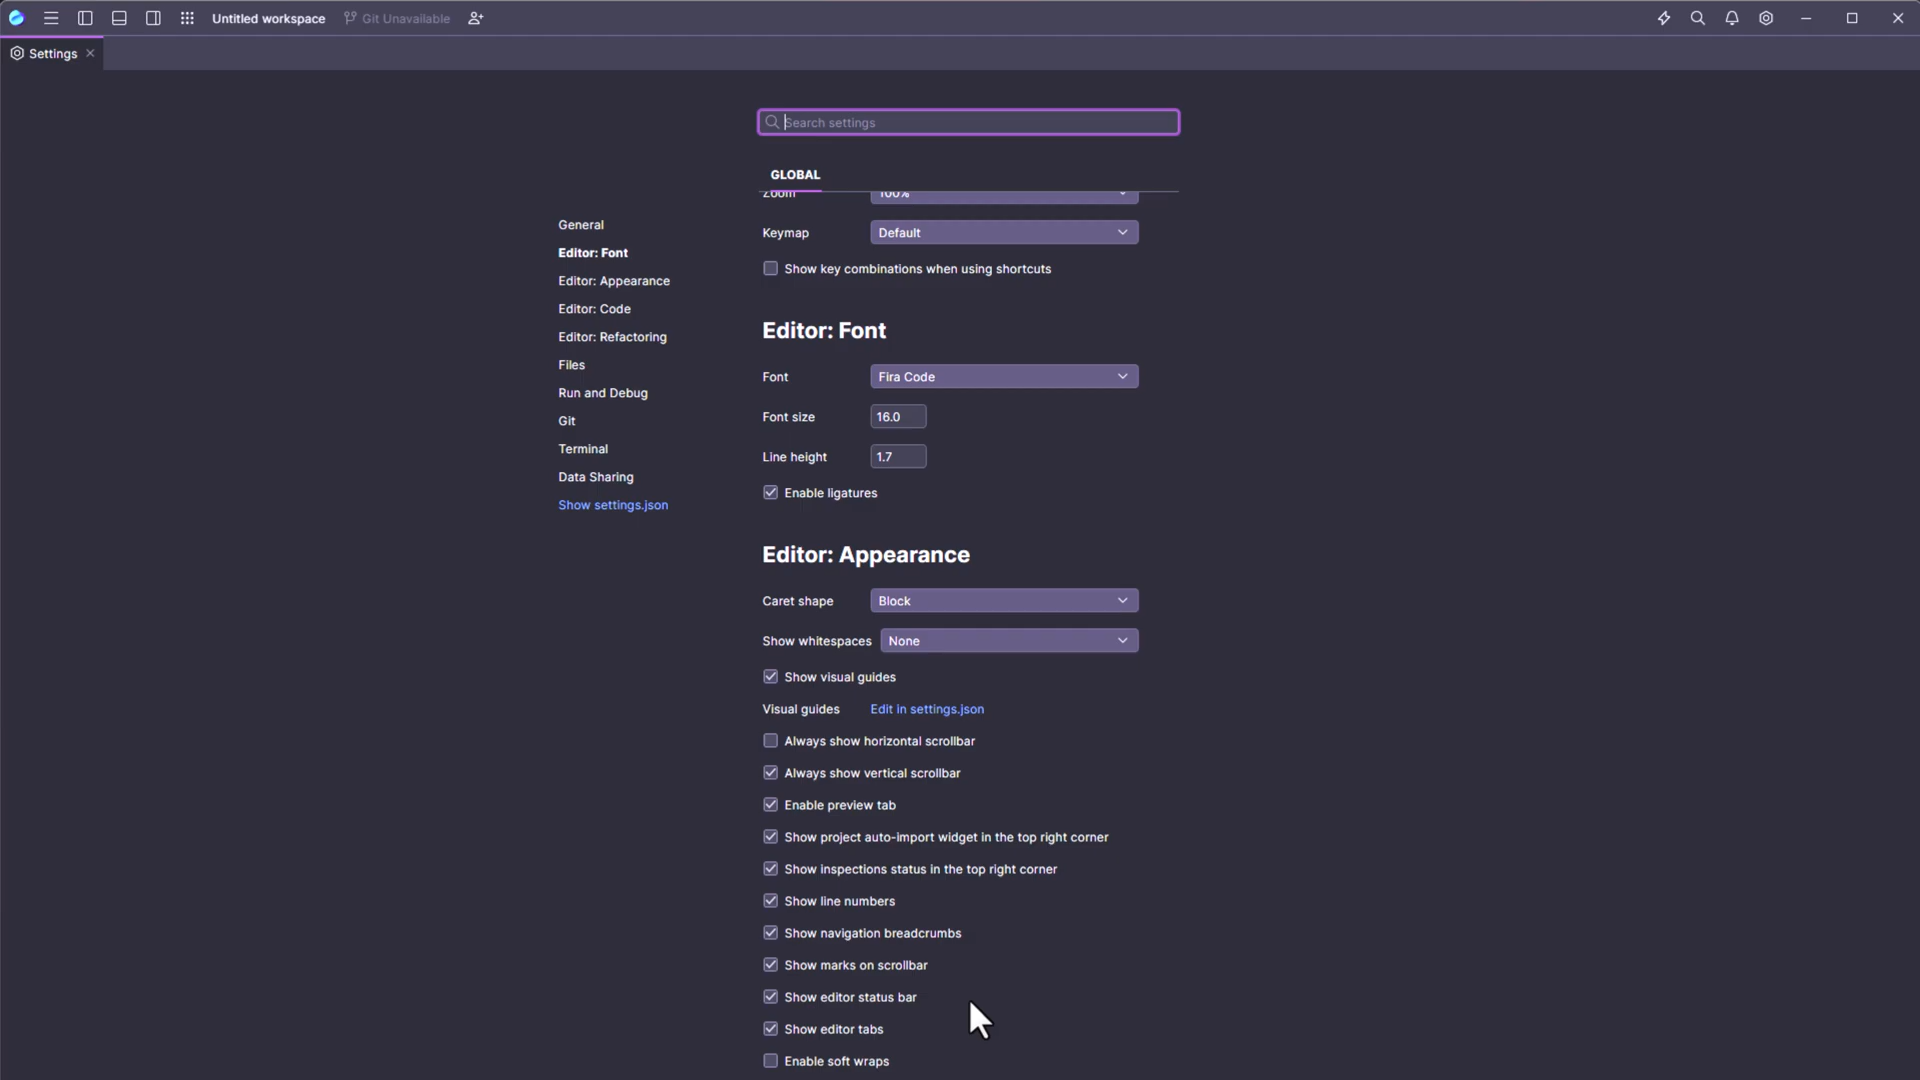 Untitled workspace
Git Unavailable
Settings
Search settings
GLOBAL
General
Editor: Font
Editor: Appearance
Editor: Code
Editor: Refactoring
Files
Run and Debug
Git
Terminal
Data Sharing
Show settings.json
Zoom 100%
Keymap Default
Show key combinations when using shortcuts
Editor: Font
Font Fira Code
Font size 16.0
Line height 1.7
Enable ligatures
Editor: Appearance
Caret shape Block
Show whitespaces None
Show visual guides
Visual guides Edit in settings.json
Always show horizontal scrollbar
Always show vertical scrollbar
Enable preview tab
Show project auto-import widget in the top right corner
Show inspections status in the top right corner
Show line numbers
Show navigation breadcrumbs
Show marks on scrollbar
Show editor status bar
Show editor tabs
Enable soft wraps